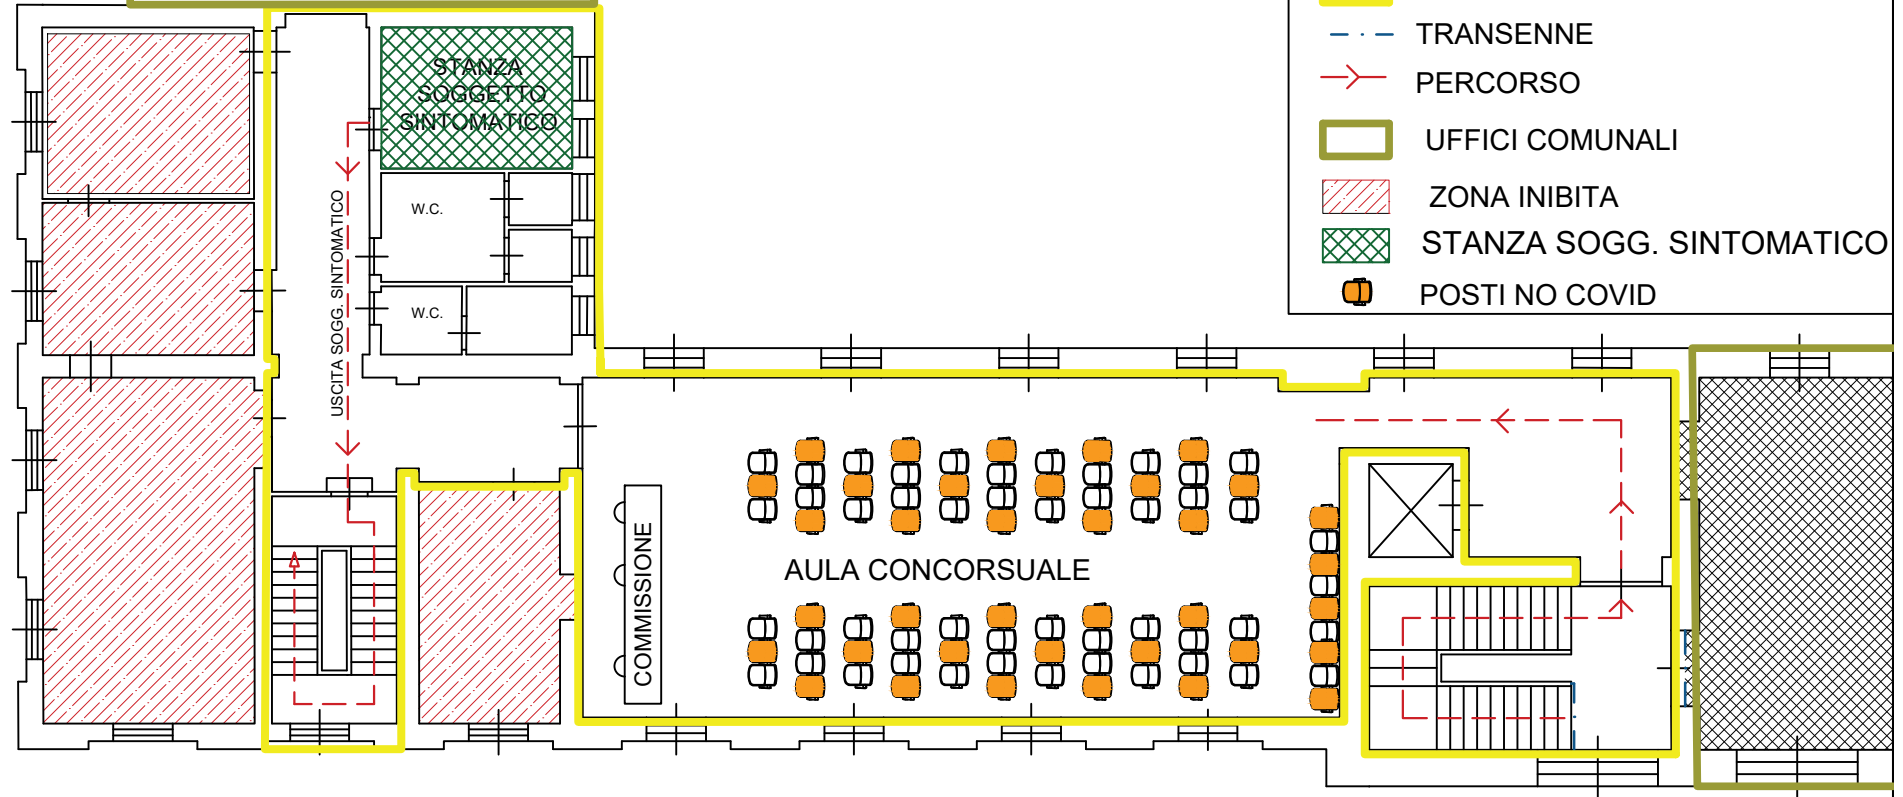 STANZA
SOGGETTO
SINTOMATICO
W.C.
W.C.
USCITA SOGG. SINTOMATICO
COMMISSIONE
AULA CONCORSUALE
TRANSENNE
PERCORSO
UFFICI COMUNALI
ZONA INIBITA
STANZA SOGG. SINTOMATICO
POSTI NO COVID